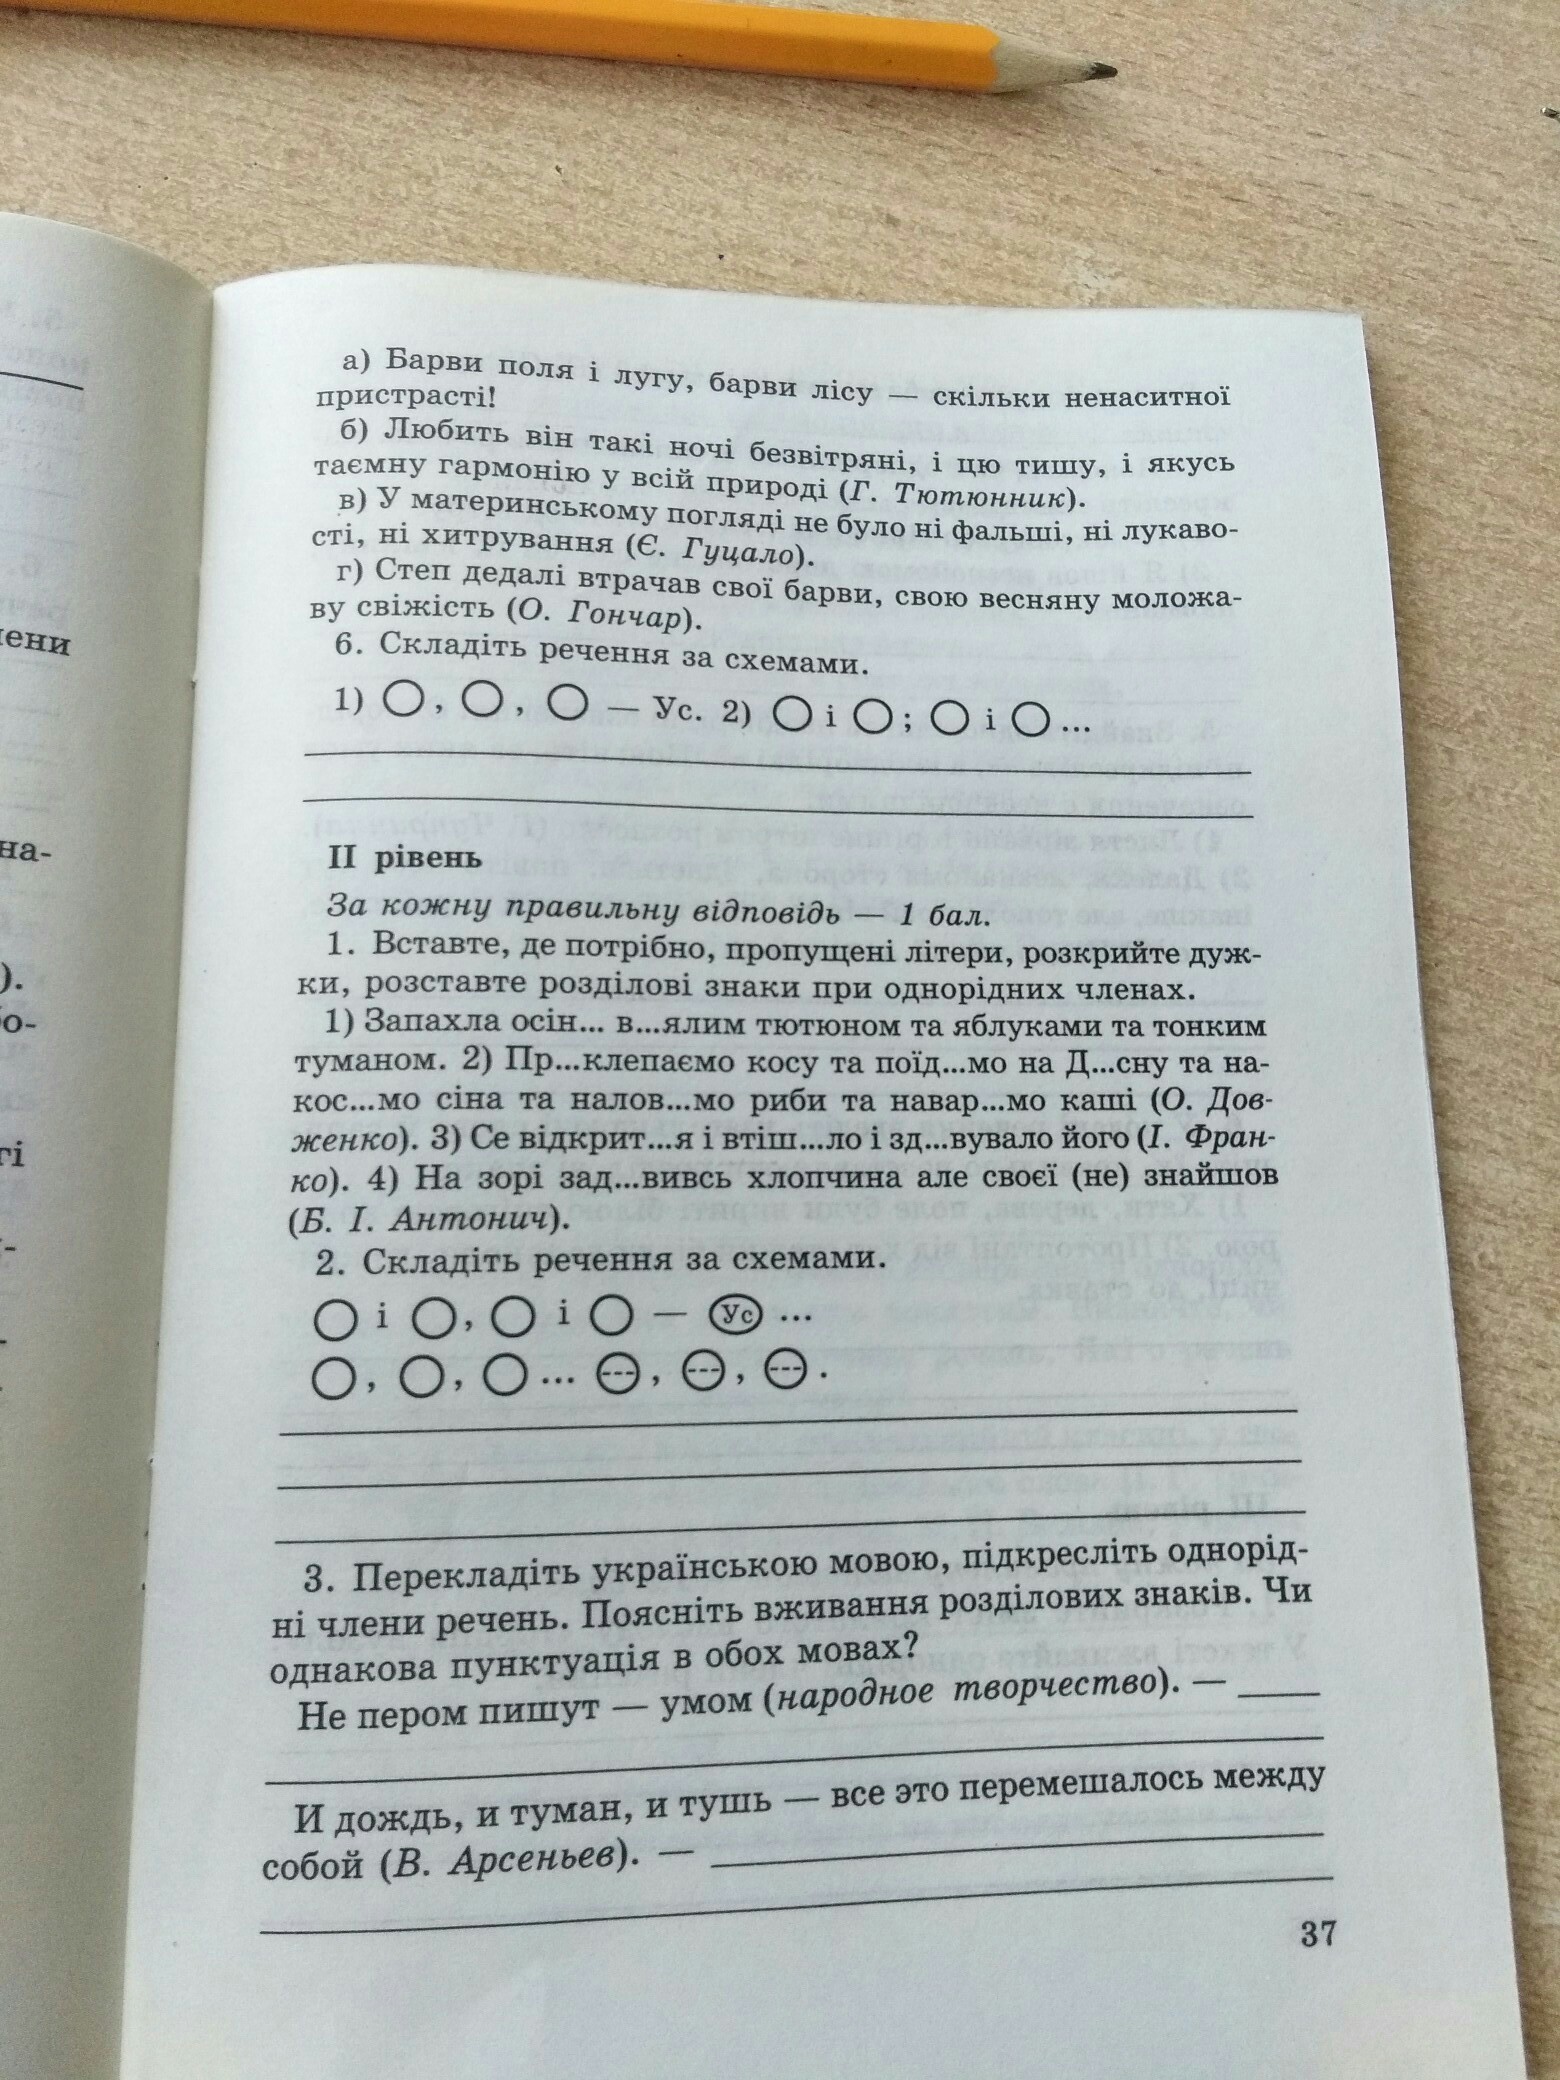 а) Барви поля і лугу, барви лісу — скільки ненаситної
пристрасті!
б) Любить він такі ночі безвітряні, і цю тишу, і якусь
таємну гармонію у всій природі (Г. Тютюнник).
в) У материнському погляді не було ні фальші, ні лукаво-
сті, ні хитрування (Є. Гуцало).
г) Степ дедалі втрачав свої барви, свою весняну моложа-
ву свіжість (О. Гончар).
6. Складіть речення за схемами.
1) ◯, ◯, ◯ — Ус. 2) ◯ і ◯; ◯ і ◯...
II рівень
За кожну правильну відповідь — 1 бал.
1. Вставте, де потрібно, пропущені літери, розкрийте дуж-
ки, розставте розділові знаки при однорідних членах.
1) Запахла осін... в...ялим тютюном та яблуками та тонким
туманом. 2) Пр...клепаємо косу та поїд...мо на Д...сну та на-
кос...мо сіна та налов...мо риби та навар...мо каші (О. Дов-
женко). 3) Се відкрит...я і втіш...ло і зд...вувало його (І. Фран-
ко). 4) На зорі зад...вивсь хлопчина але своєї (не) знайшов
(Б. І. Антонич).
2. Складіть речення за схемами.
◯ і ◯, ◯ і ◯ — Ус ...
◯, ◯, ◯ ... (---), (---), (---).
3. Перекладіть українською мовою, підкресліть однорід-
ні члени речень. Поясніть вживання розділових знаків. Чи
однакова пунктуація в обох мовах?
Не пером пишут — умом (народное творчество). — ____
И дождь, и туман, и тушь — все это перемешалось между
собой (В. Арсеньев). — ____
37
ени
на-
).
о-
гі